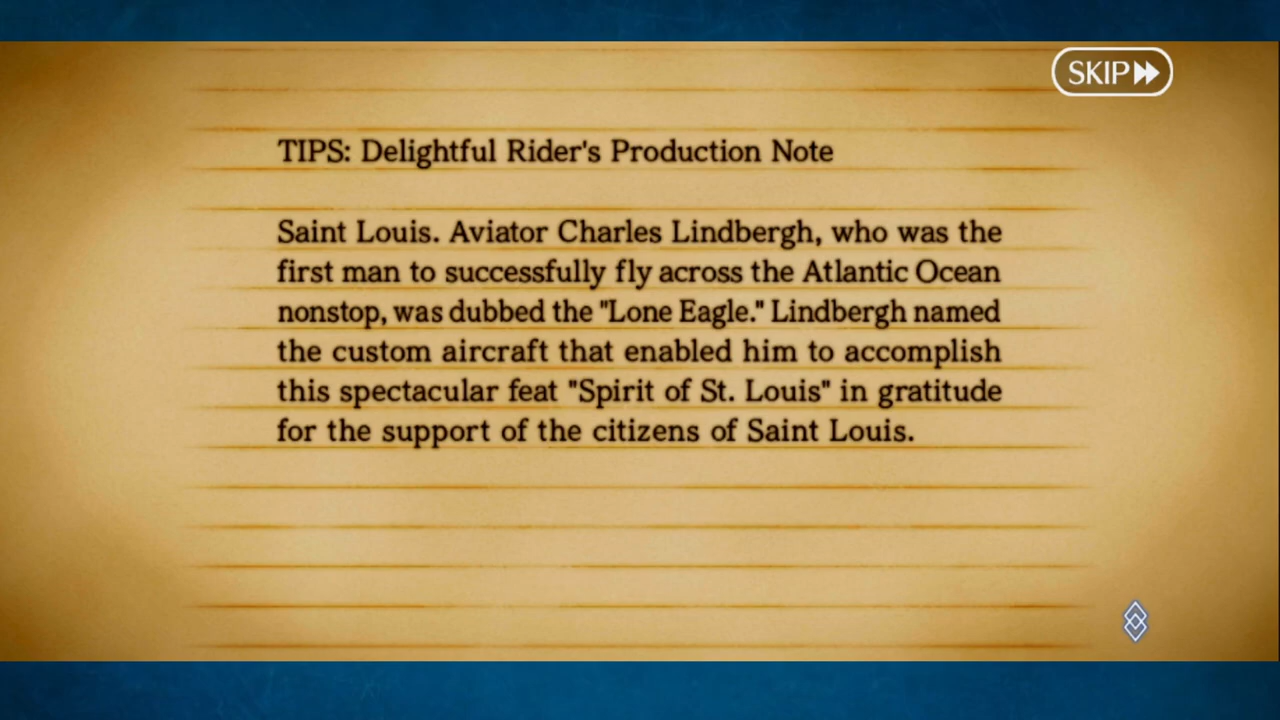 SKIP
TIPS: Delightful Rider's Production Note
Saint Louis. Aviator Charles Lindbergh, who was the
first man to successfully fly across the Atlantic Ocean
nonstop, was dubbed the "Lone Eagle." Lindbergh named
the custom aircraft that enabled him to accomplish
this spectacular feat "Spirit of St. Louis" in gratitude
for the support of the citizens of Saint Louis.